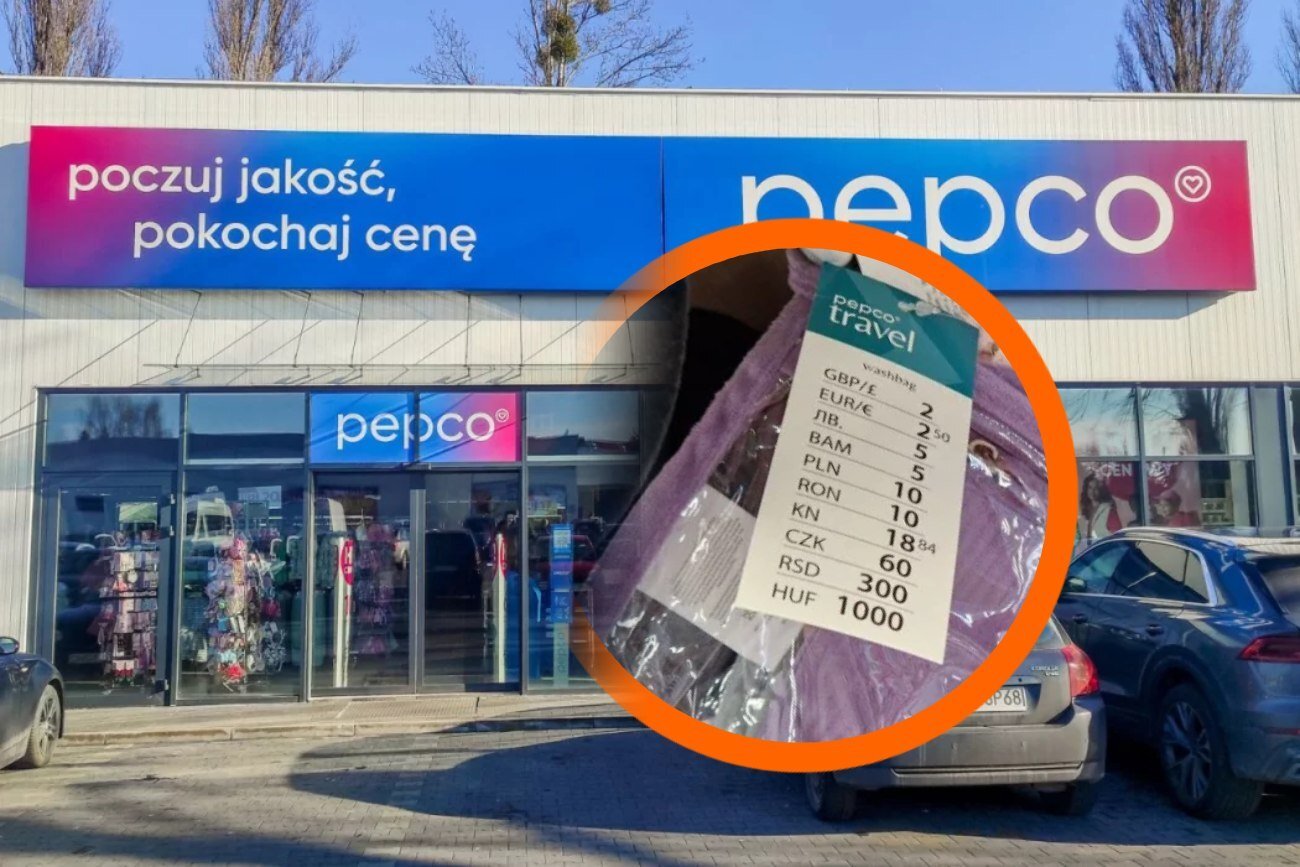 poczuj jakość,
pokochaj cenę
pepco
pepco
pepco
travel
washbag
GBP/£ 2
EUR/€ 2 50
ЛВ. 5
BAM 5
PLN 10
RON 10
KN 18 84
CZK 60
RSD 300
HUF 1000